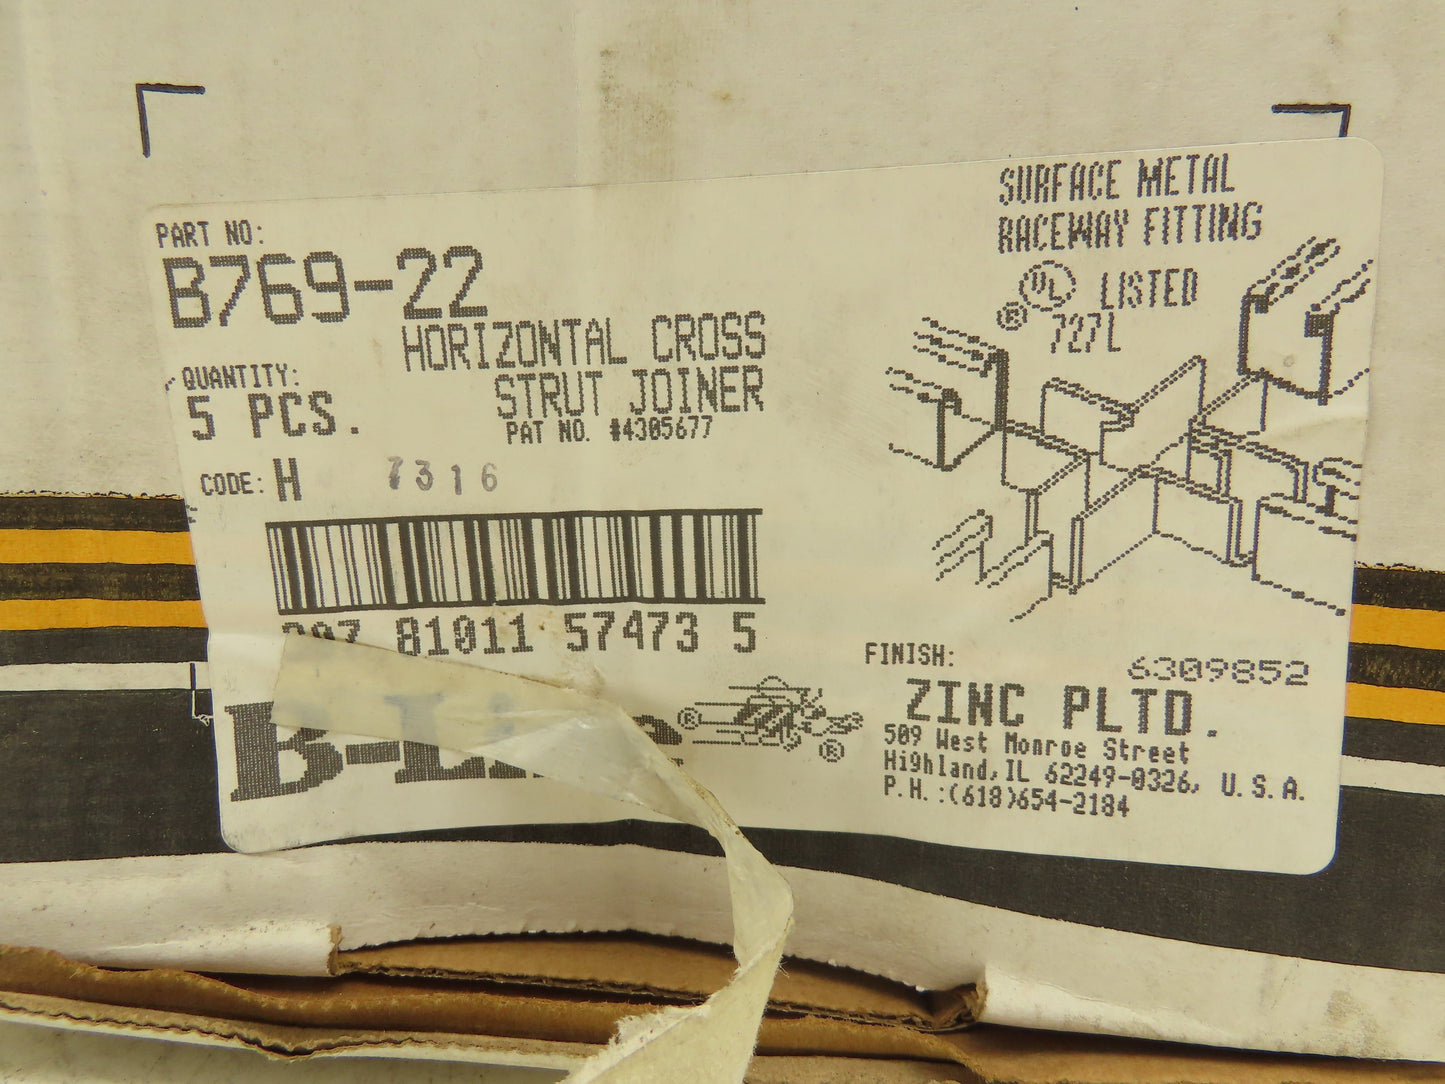 PART NO:
B769-22
HORIZONTAL CROSS
STRUT JOINER
PAT NO. #4305677
QUANTITY:
5 PCS.
CODE: H 7316
81011 57473 5
B-Line ® ®
SURFACE METAL
RACEWAY FITTING
UL ® LISTED
727L
FINISH:
6309852
ZINC PLTD.
509 West Monroe Street
Highland, IL 62249-0326, U.S.A.
P.H.:(618)654-2184